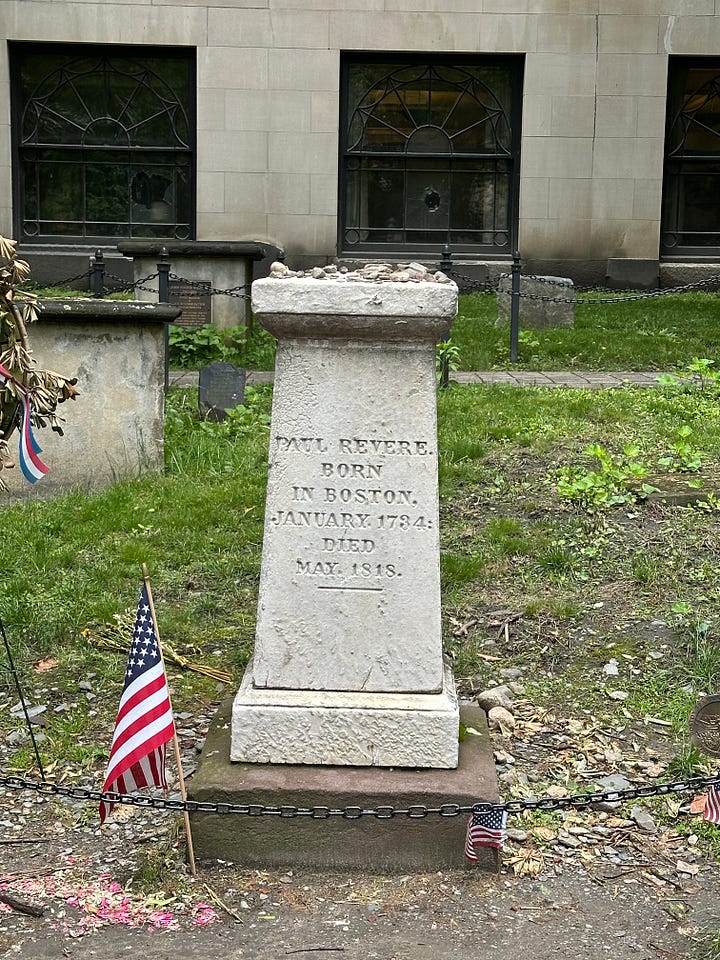 PAUL REVERE.
BORN
IN BOSTON,
JANUARY. 1734:
DIED
MAY. 1818.